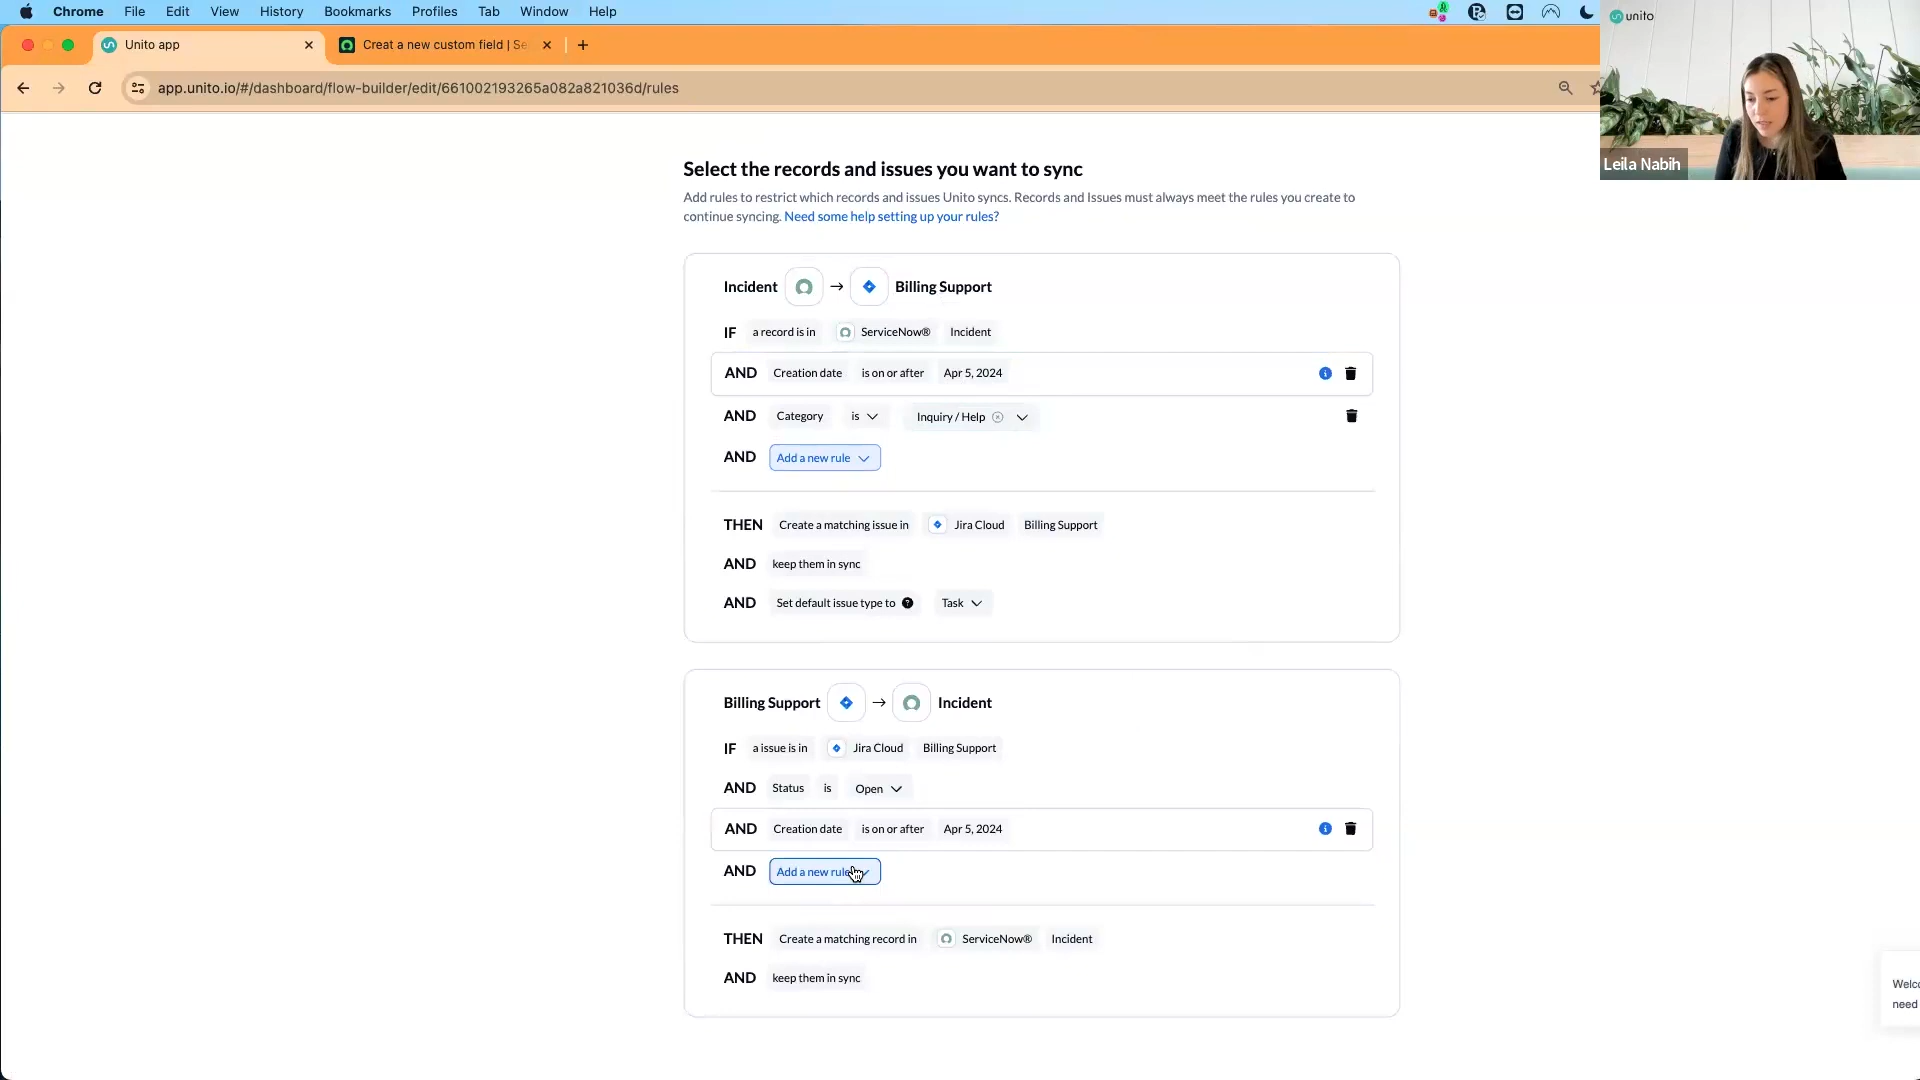 Chrome File Edit View History Bookmarks Profiles Tab Window Help
unito
Unito app
Creat a new custom field | Se
app.unito.io/#/dashboard/flow-builder/edit/661002193265a082a821036d/rules
Leila Nabih
Select the records and issues you want to sync
Add rules to restrict which records and issues Unito syncs. Records and Issues must always meet the rules you create to
continue syncing. Need some help setting up your rules?
Incident → Billing Support
IF a record is in ServiceNow® Incident
AND Creation date is on or after Apr 5, 2024
AND Category is Inquiry / Help
AND Add a new rule
THEN Create a matching issue in Jira Cloud Billing Support
AND keep them in sync
AND Set default issue type to Task
Billing Support → Incident
IF a issue is in Jira Cloud Billing Support
AND Status is Open
AND Creation date is on or after Apr 5, 2024
AND Add a new rule
THEN Create a matching record in ServiceNow® Incident
AND keep them in sync
need